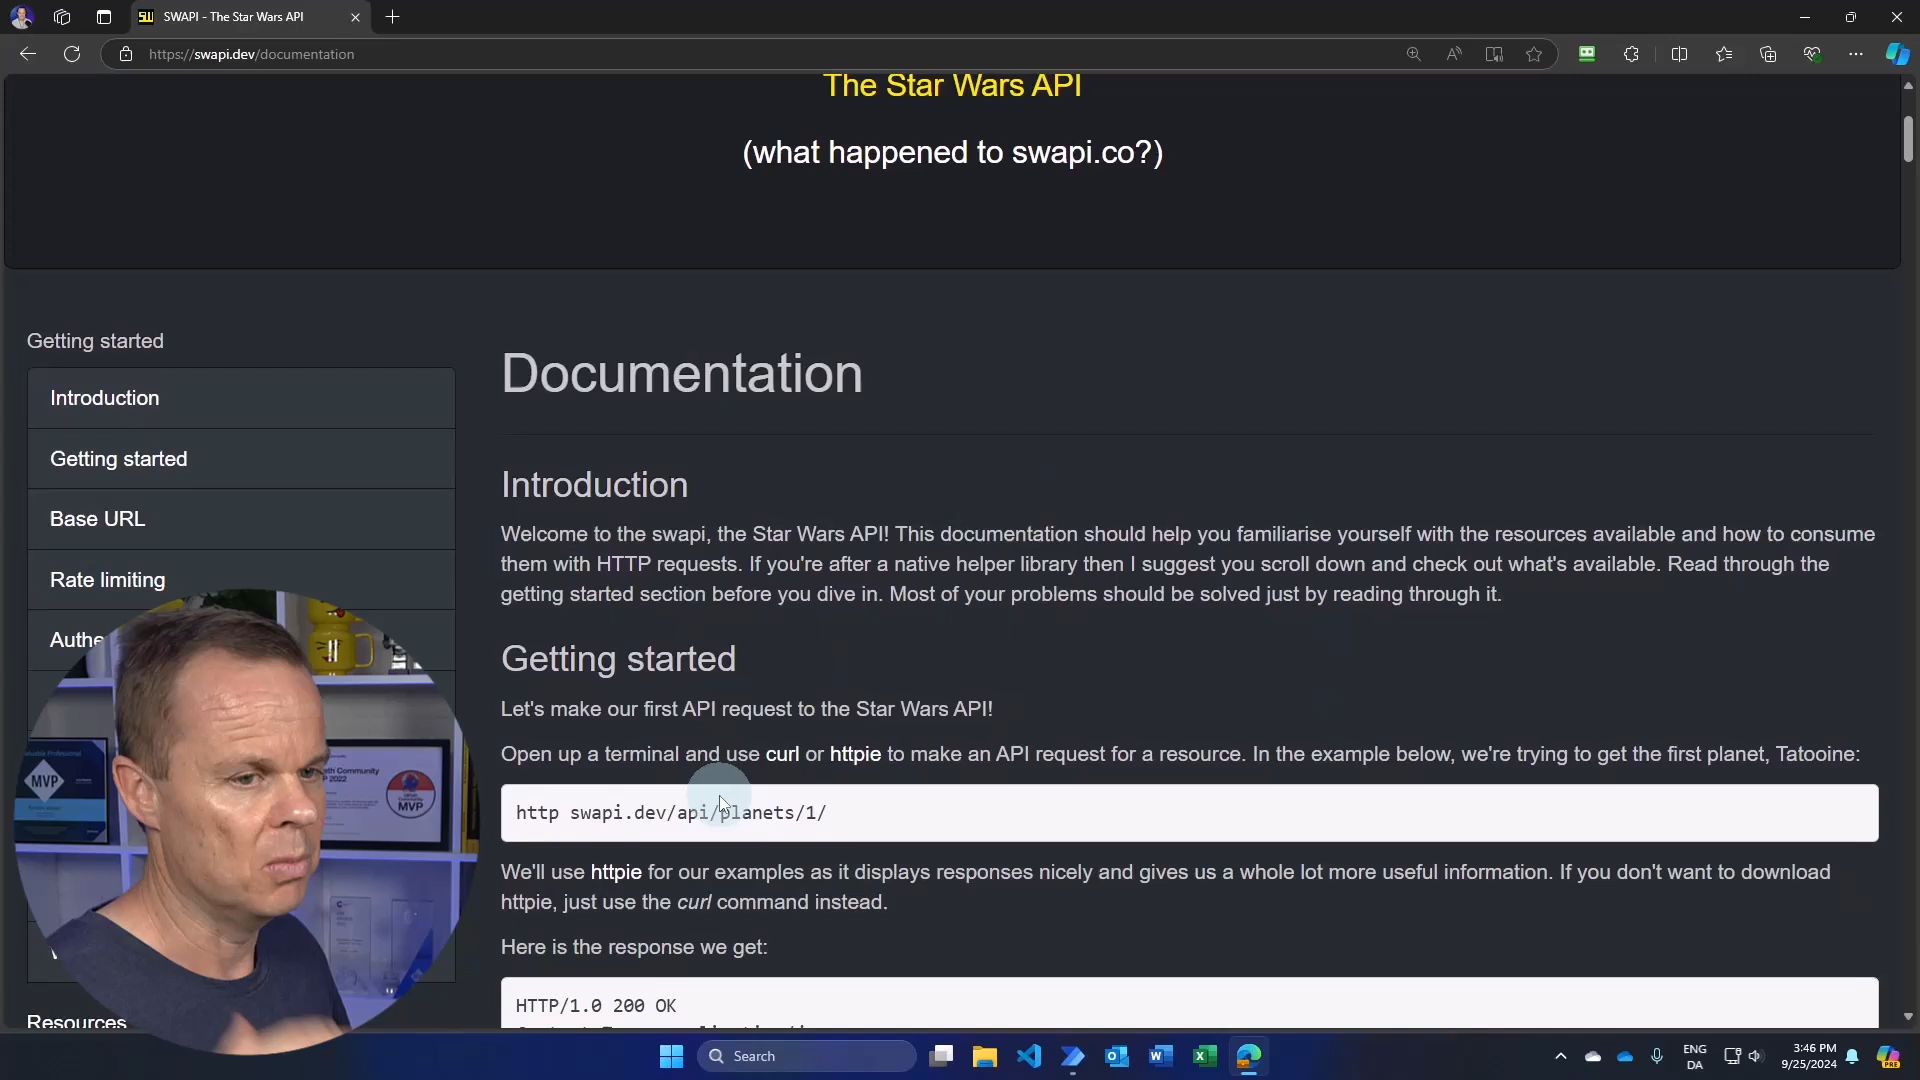 SWAPI - The Star Wars API
https://swapi.dev/documentation
The Star Wars API
(what happened to swapi.co?)
Getting started
Introduction
Getting started
Base URL
Rate limiting
Authe
Resources
Documentation
Introduction
Welcome to the swapi, the Star Wars API! This documentation should help you familiarise yourself with the resources available and how to consume
them with HTTP requests. If you're after a native helper library then I suggest you scroll down and check out what's available. Read through the
getting started section before you dive in. Most of your problems should be solved just by reading through it.
Getting started
Let's make our first API request to the Star Wars API!
Open up a terminal and use curl or httpie to make an API request for a resource. In the example below, we're trying to get the first planet, Tatooine:
http swapi.dev/api/planets/1/
We'll use httpie for our examples as it displays responses nicely and gives us a whole lot more useful information. If you don't want to download
httpie, just use the curl command instead.
Here is the response we get:
HTTP/1.0 200 OK
MVP
Community
MVP 2022
MVP
Search
ENG
DA
3:46 PM
9/25/2024